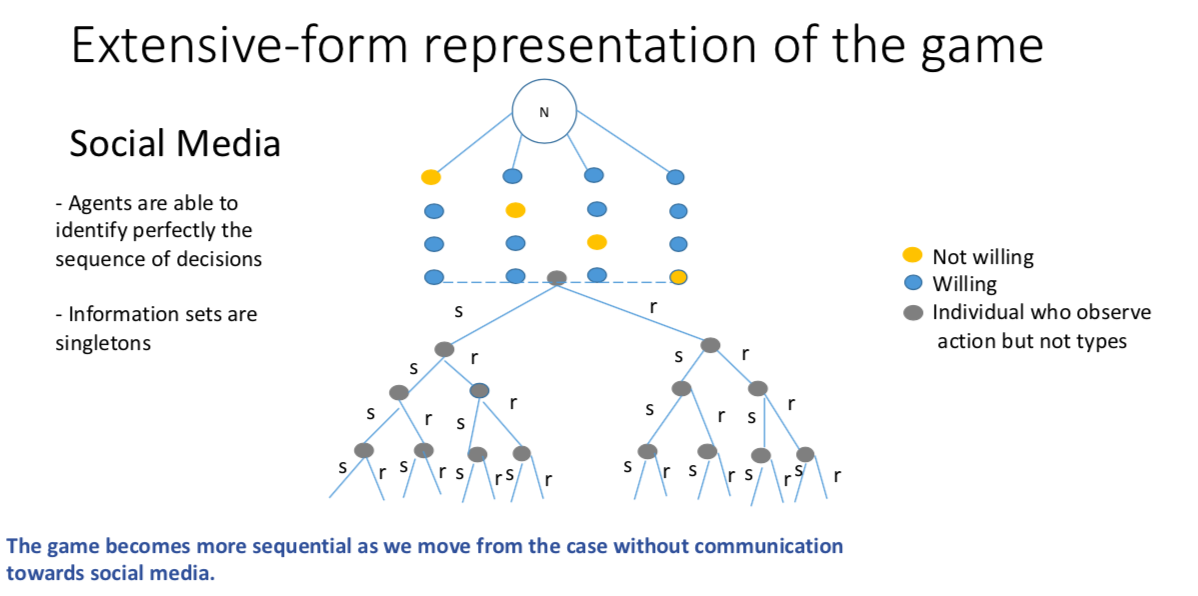 Extensive-form representation of the game
N
Social Media
- Agents are able to
identify perfectly the
sequence of decisions
- Information sets are
singletons
Not willing
Willing
Individual who observe
action but not types
s r
s r s r
s r s r s r s r
s r s r s r s r s r s r s r s r
The game becomes more sequential as we move from the case without communication
towards social media.